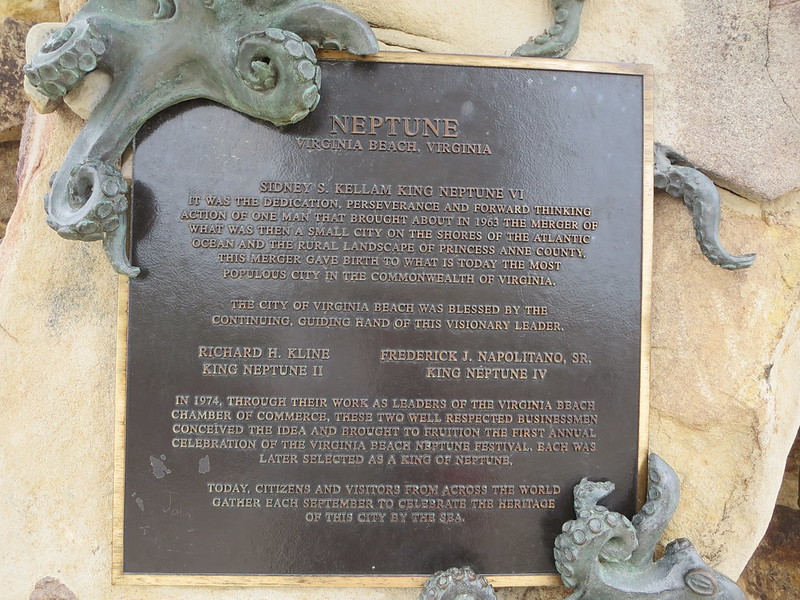 NEPTUNE
VIRGINIA BEACH, VIRGINIA
SIDNEY S. KELLAM KING NEPTUNE VI
IT WAS THE DEDICATION, PERSEVERANCE AND FORWARD THINKING
ACTION OF ONE MAN THAT BROUGHT ABOUT IN 1963 THE MERGER OF
WHAT WAS THEN A SMALL CITY ON THE SHORES OF THE ATLANTIC
OCEAN AND THE RURAL LANDSCAPE OF PRINCESS ANNE COUNTY.
THIS MERGER GAVE BIRTH TO WHAT IS TODAY THE MOST
POPULOUS CITY IN THE COMMONWEALTH OF VIRGINIA.
THE CITY OF VIRGINIA BEACH WAS BLESSED BY THE
CONTINUING, GUIDING HAND OF THIS VISIONARY LEADER.
RICHARD H. KLINE
KING NEPTUNE II
FREDERICK J. NAPOLITANO, SR.
KING NEPTUNE IV
IN 1974, THROUGH THEIR WORK AS LEADERS OF THE VIRGINIA BEACH
CHAMBER OF COMMERCE, THESE TWO WELL RESPECTED BUSINESSMEN
CONCEIVED THE IDEA AND BROUGHT TO FRUITION THE FIRST ANNUAL
CELEBRATION OF THE VIRGINIA BEACH NEPTUNE FESTIVAL. EACH WAS
LATER SELECTED AS A KING OF NEPTUNE.
TODAY, CITIZENS AND VISITORS FROM ACROSS THE WORLD
GATHER EACH SEPTEMBER TO CELEBRATE THE HERITAGE
OF THIS CITY BY THE SEA.